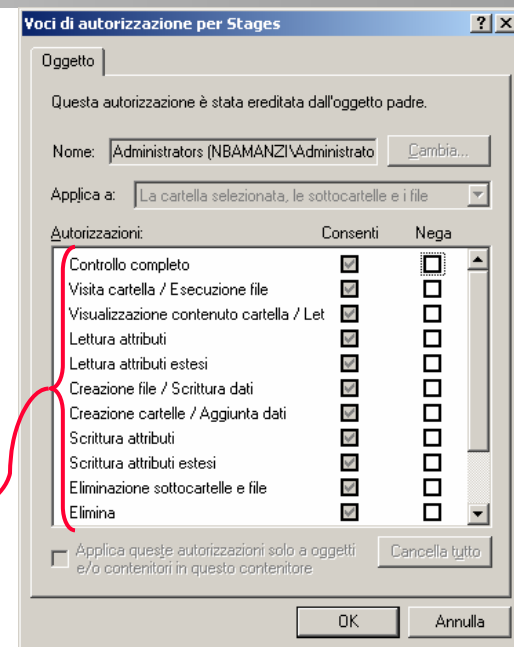 Voci di autorizzazione per Stages
Oggetto
Questa autorizzazione è stata ereditata dall'oggetto padre.
Nome: Administrators (NBAMANZI\Administrato Cambia...
Applica a: La cartella selezionata, le sottocartelle e i file
Autorizzazioni: Consenti Nega
Controllo completo
Visita cartella / Esecuzione file
Visualizzazione contenuto cartella / Let
Lettura attributi
Lettura attributi estesi
Creazione file / Scrittura dati
Creazione cartelle / Aggiunta dati
Scrittura attributi
Scrittura attributi estesi
Eliminazione sottocartelle e file
Elimina
Applica queste autorizzazioni solo a oggetti
e/o contenitori in questo contenitore
Cancella tutto
OK Annulla